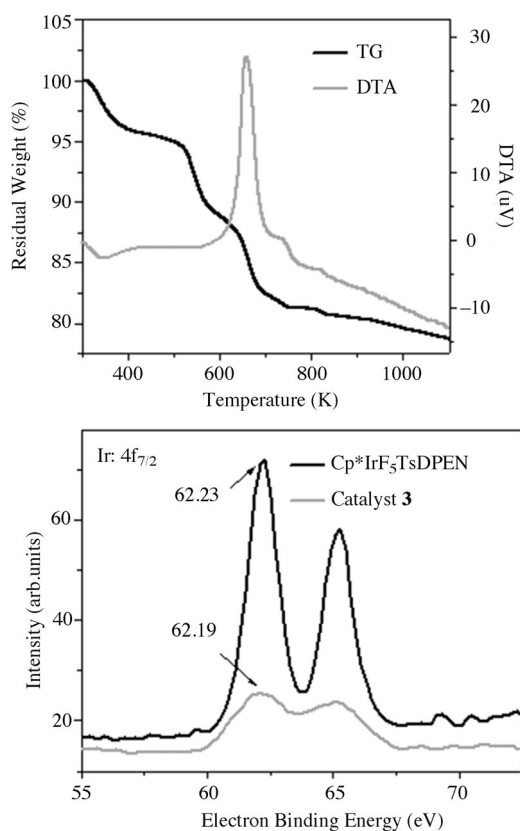 105
100
95
90
85
80
Residual Weight (%)
TG
DTA
30
20
10
0
−10
DTA (uV)
400
600
800
1000
Temperature (K)
Ir: 4f7/2
Cp*IrF5TsDPEN
Catalyst 3
62.23
62.19
60
40
20
Intensity (arb.units)
55
60
65
70
Electron Binding Energy (eV)